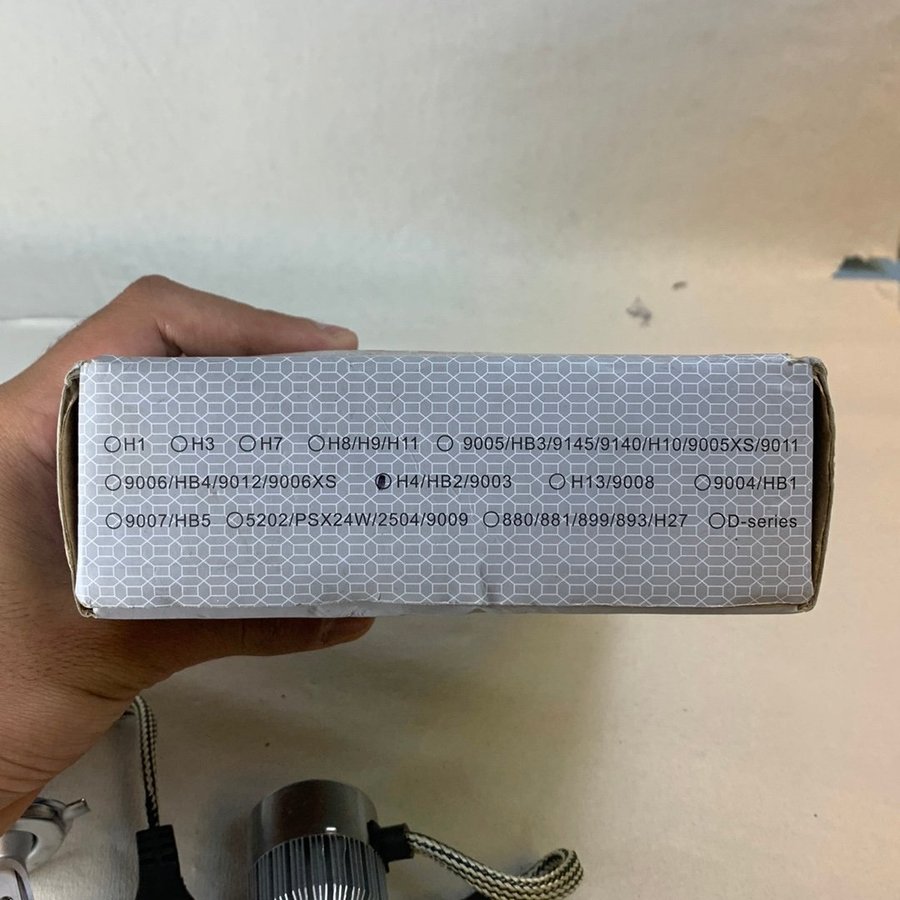 ○H1 ○H3 ○H7 ○H8/H9/H11 ○ 9005/HB3/9145/9140/H10/9005XS/9011
○9006/HB4/9012/9006XS ●H4/HB2/9003 ○H13/9008 ○9004/HB1
○9007/HB5 ○5202/PSX24W/2504/9009 ○880/881/899/893/H27 ○D-series